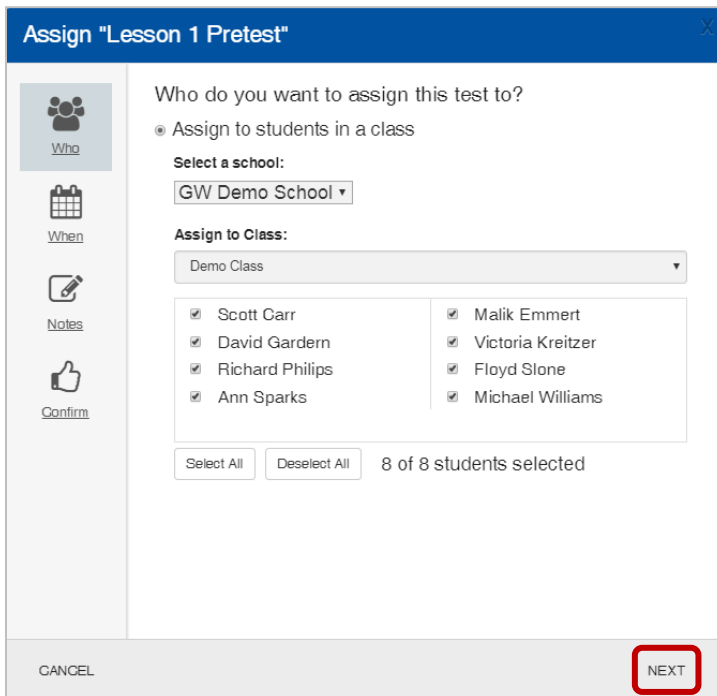 Assign "Lesson 1 Pretest"
X
Who
When
Notes
Confirm
Who do you want to assign this test to?
Assign to students in a class
Select a school:
GW Demo School
Assign to Class:
Demo Class
Scott Carr
David Gardern
Richard Philips
Ann Sparks
Malik Emmert
Victoria Kreitzer
Floyd Slone
Michael Williams
Select All
Deselect All
8 of 8 students selected
CANCEL
NEXT